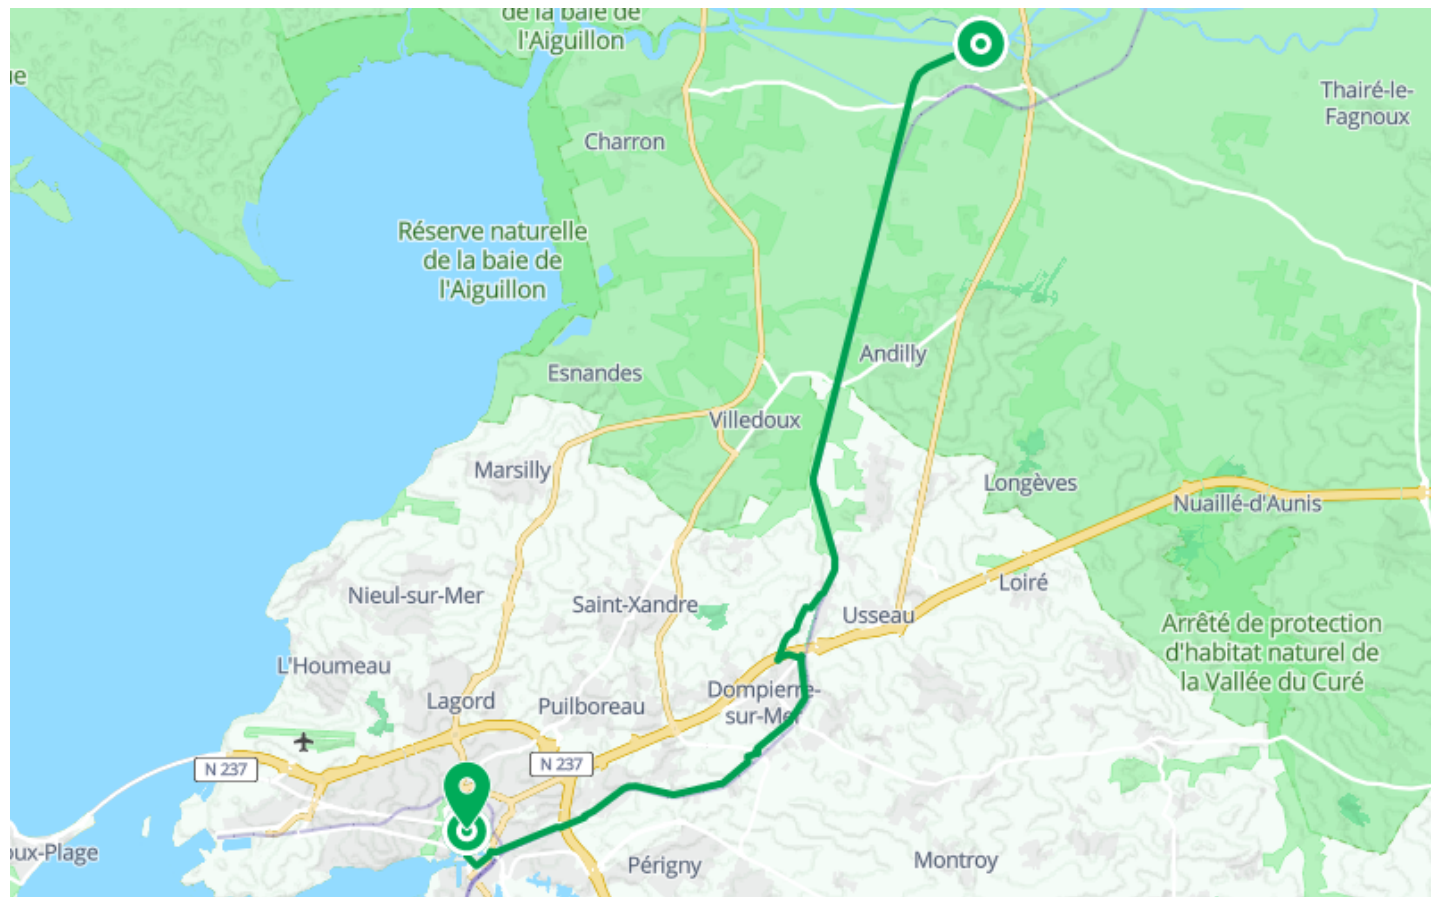 de la baie de
l'Aiguillon
ue
Thairé-le-
Fagnoux
Charron
Réserve naturelle
de la baie de
l'Aiguillon
Andilly
Esnandes
Villedoux
Marsilly
Longèves
Nuaillé-d'Aunis
Loiré
Nieul-sur-Mer
Saint-Xandre
Usseau
Arrêté de protection
d'habitat naturel de
la Vallée du Curé
L'Houmeau
Lagord
Puilboreau
Dompierre-
sur-Mer
N 237
N 237
oux-Plage
Périgny
Montroy